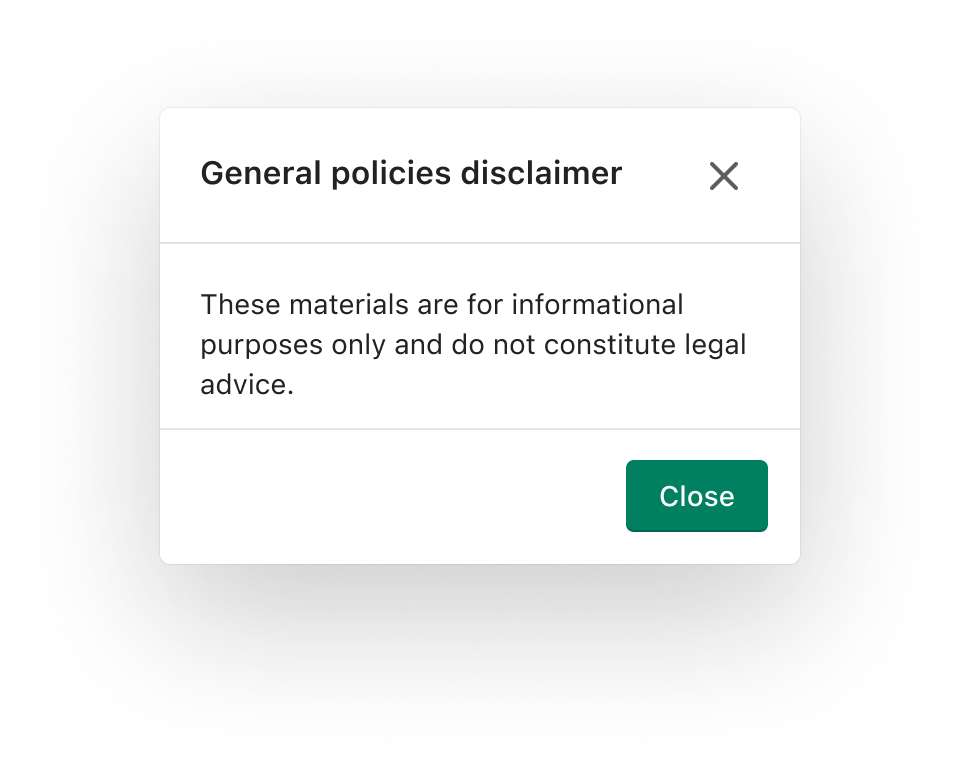 General policies disclaimer
These materials are for informational
purposes only and do not constitute legal
advice.
Close